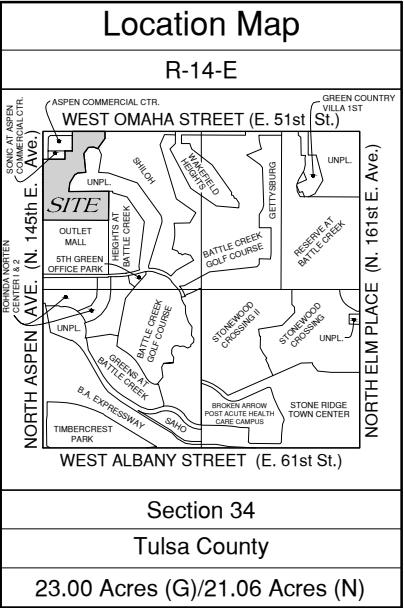 Location Map
R-14-E
ASPEN COMMERCIAL CTR.
GREEN COUNTRY
VILLA 1ST
SONIC AT ASPEN
COMMERCIAL CTR.
WEST OMAHA STREET (E. 51st St.)
NORTH ASPEN AVE. (N. 145th E. Ave.)
UNPL.
SHILOH
WAKEFIELD
HEIGHTS
GETTYSBURG
UNPL.
SITE
OUTLET
MALL
HEIGHTS AT
BATTLE CREEK
BATTLE CREEK
GOLF COURSE
RESERVE AT
BATTLE CREEK
5TH GREEN
OFFICE PARK
ROHNDA NORTEN
CENTER 1 & 2
UNPL.
BATTLE CREEK
GOLF COURSE
STONEWOOD
CROSSING II
STONEWOOD
CROSSING
UNPL.
NORTH ELM PLACE (N. 161st E. Ave.)
GREENS AT
BATTLE CREEK
B.A. EXPRESSWAY
TIMBERCREST
PARK
SAHO
BROKEN ARROW
POST ACUTE HEALTH
CARE CAMPUS
STONE RIDGE
TOWN CENTER
WEST ALBANY STREET (E. 61st St.)
Section 34
Tulsa County
23.00 Acres (G)/21.06 Acres (N)